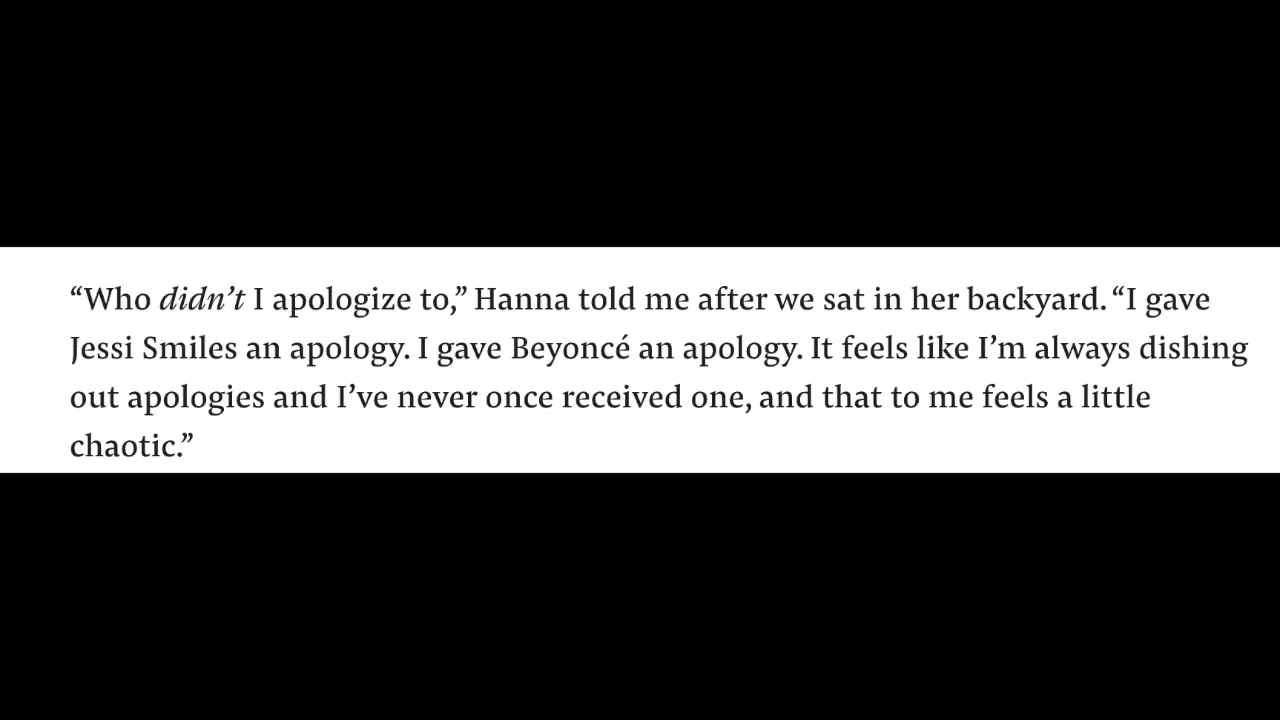 “Who didn’t I apologize to,” Hanna told me after we sat in her backyard. “I gave
Jessi Smiles an apology. I gave Beyoncé an apology. It feels like I’m always dishing
out apologies and I’ve never once received one, and that to me feels a little
chaotic.”